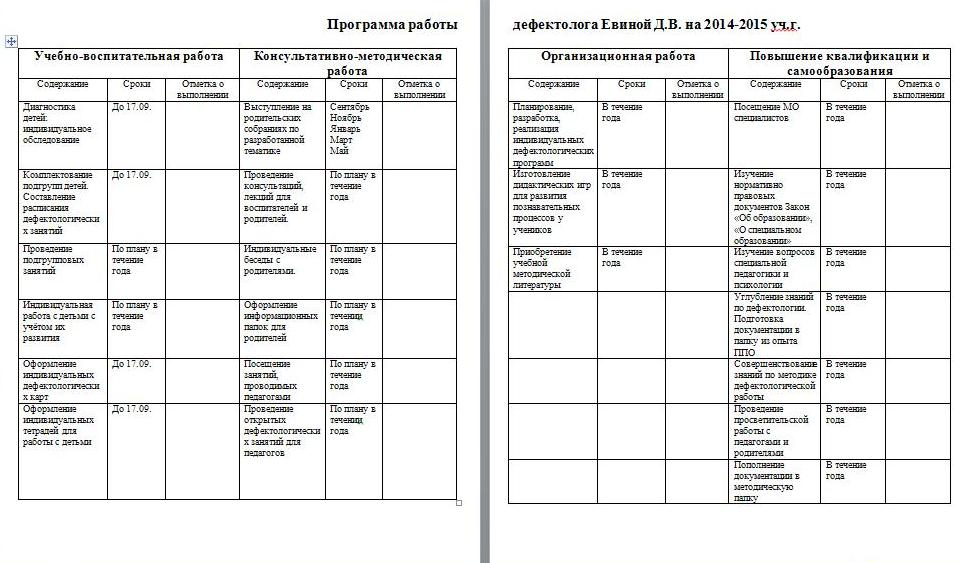 Программа работы
дефектолога Евиной Д.В. на 2014-2015 уч.г.
Учебно-воспитательная работа
Консультативно-методическая
работа
Содержание
Сроки
Отметка о
выполнении
Содержание
Сроки
Отметка о
выполнении
Диагностика
детей:
индивидуальное
обследование
До 17.09.
Выступление на
родительских
собраниях по
разработанной
тематике
Сентябрь
Ноябрь
Январь
Март
Май
Комплектование
подгрупп детей.
Составление
расписания
дефектологически
х занятий
До 17.09.
Проведение
консультаций,
лекций для
воспитателей и
родителей.
По плану в
течение
года
Проведение
подгрупповых
занятий
По плану в
течение
года
Индивидуальные
беседы с
родителями.
По плану в
течение
года
Индивидуальная
работа с детьми с
учётом их
развития
По плану в
течение
года
Оформление
информационных
папок для
родителей
По плану в
течении
года
Оформление
индивидуальных
дефектологически
х карт
До 17.09.
Посещение
занятий,
проводимых
педагогами
По плану в
течение
года
Оформление
индивидуальных
тетрадей для
работы с детьми
До 17.09.
Проведение
открытых
дефектологически
х занятий для
педагогов
По плану в
течении
года
Организационная работа
Повышение квалификации и
самообразования
Содержание
Сроки
Отметка о
выполнении
Содержание
Сроки
Отметка о
выполнении
Планирование,
разработка,
реализация
индивидуальных
дефектологических
программ
В течение
года
Посещение МО
специалистов
В течение
года
Изготовление
дидактических игр
для развития
познавательных
процессов у
учеников
В течение
года
Изучение
нормативно
правовых
документов Закон
«Об образовании»,
«О специальном
образовании»
В течение
года
Приобретение
учебной
методической
литературы
В течение
года
Изучение вопросов
специальной
педагогики и
психологии
В течение
года
Углубление знаний
по дефектологии.
Подготовка
документации в
папку из опыта
ППО
В течение
года
Совершенствование
знаний по методике
дефектологической
работы
В течение
года
Проведение
просветительской
работы с
педагогами и
родителями
В течение
года
Пополнение
документации в
методическую
папку
В течение
года